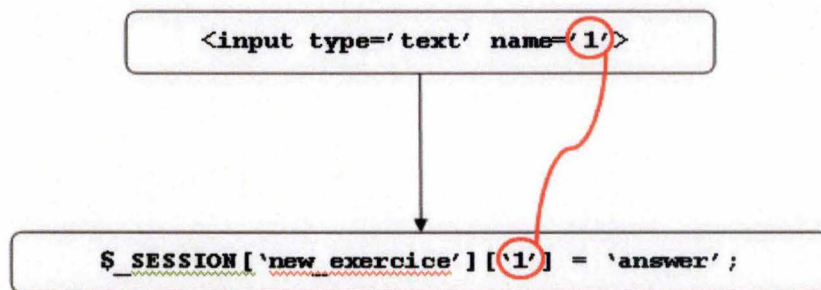 <input type=’text’ name=’1’>
$_SESSION[‘new_exercice’][‘1’] = ‘answer’;